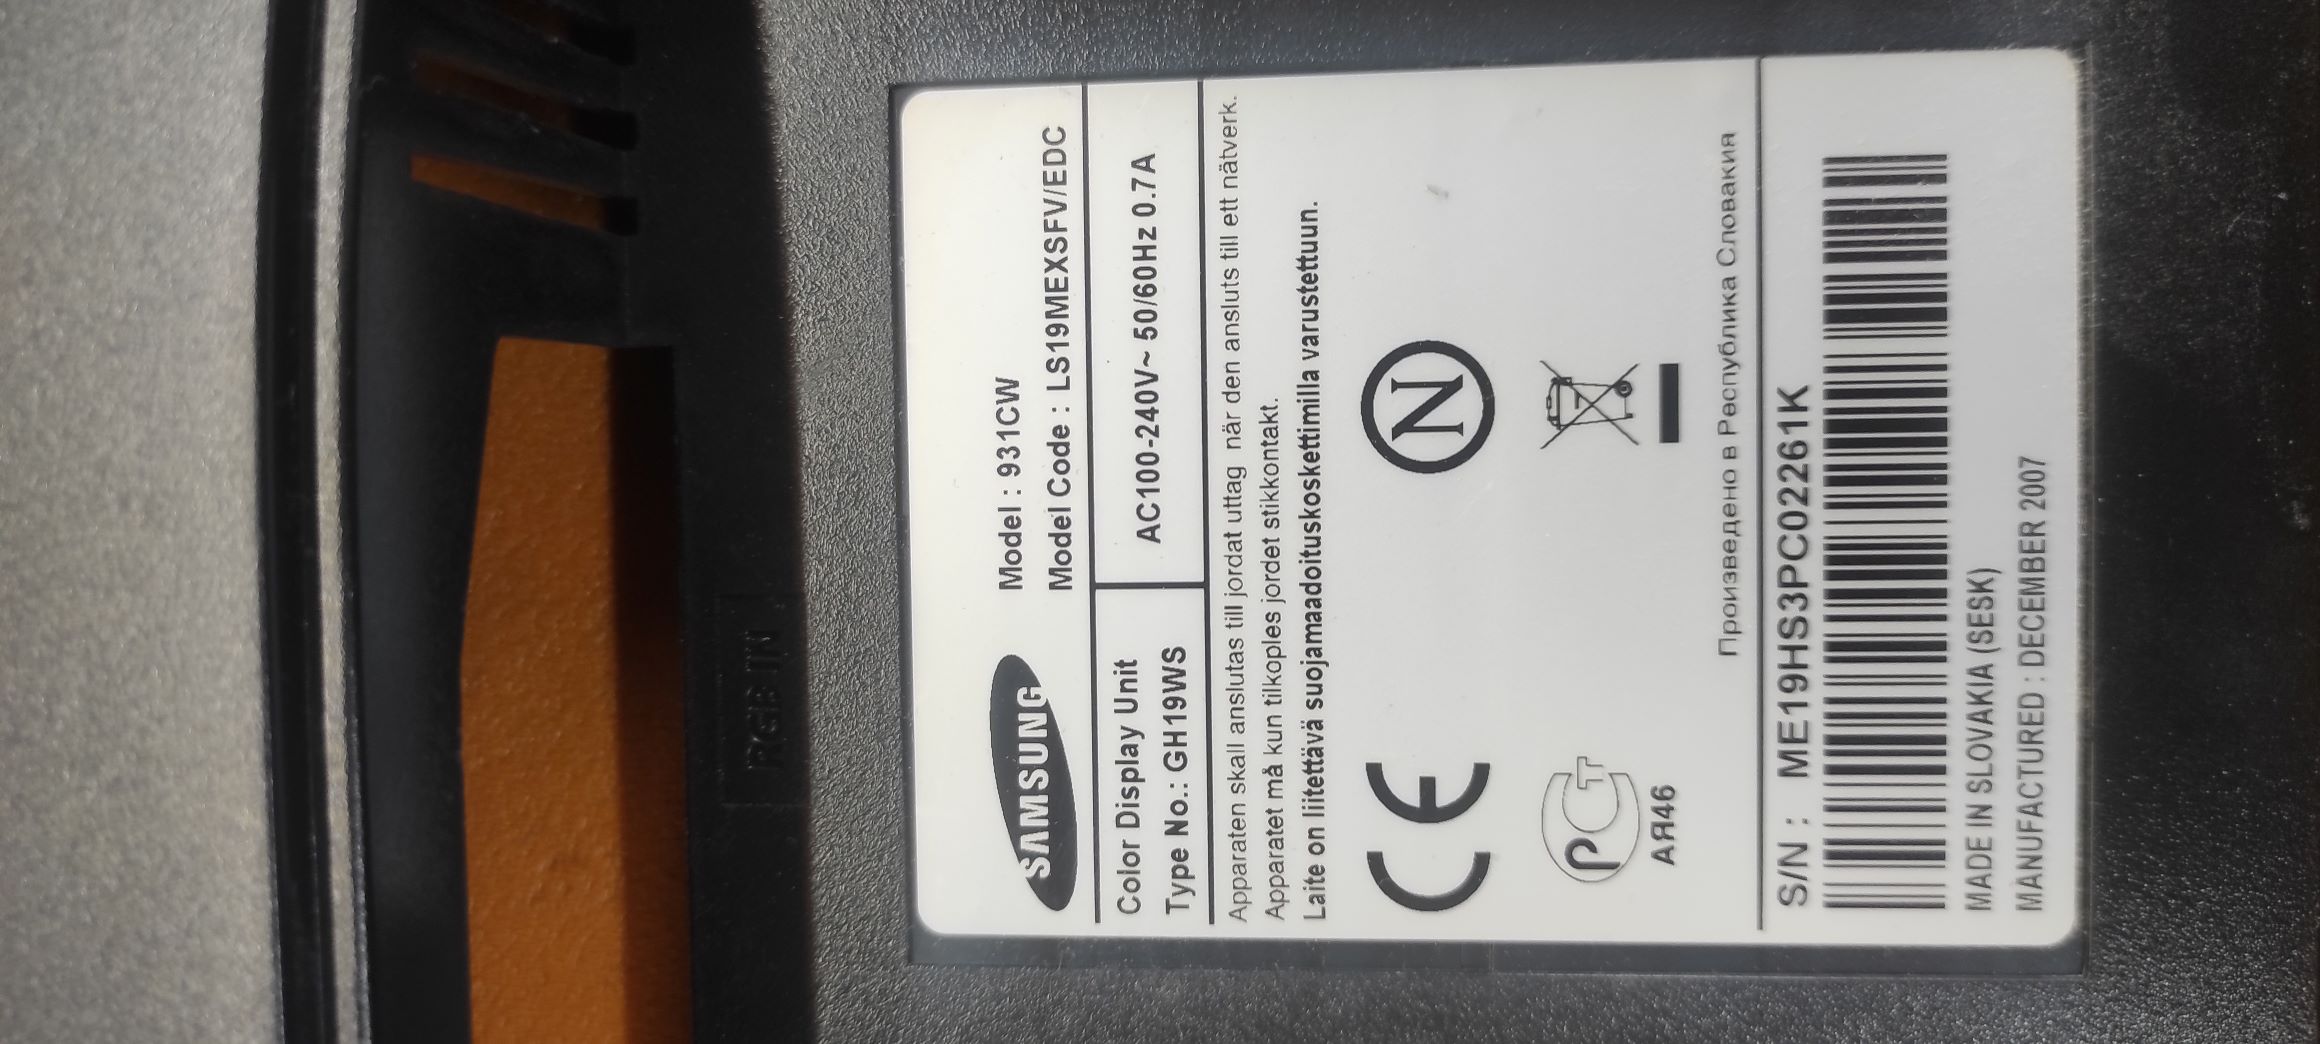 RGB IN
SAMSUNG
Model : 931CW
Model Code : LS19MEXSFV/EDC
Color Display Unit
Type No.: GH19WS
AC100-240V~ 50/60Hz 0.7A
Apparaten skall anslutas till jordat uttag när den ansluts till ett nätverk.
Apparatet må kun tilkoples jordet stikkontakt.
Laite on liitettävä suojamaadoituskoskettimilla varustettuun.
CE
N
РСТ
АЯ46
Произведено в Республика Словакия
S/N : ME19HS3PC02261K
MADE IN SLOVAKIA (SESK)
MANUFACTURED : DECEMBER 2007